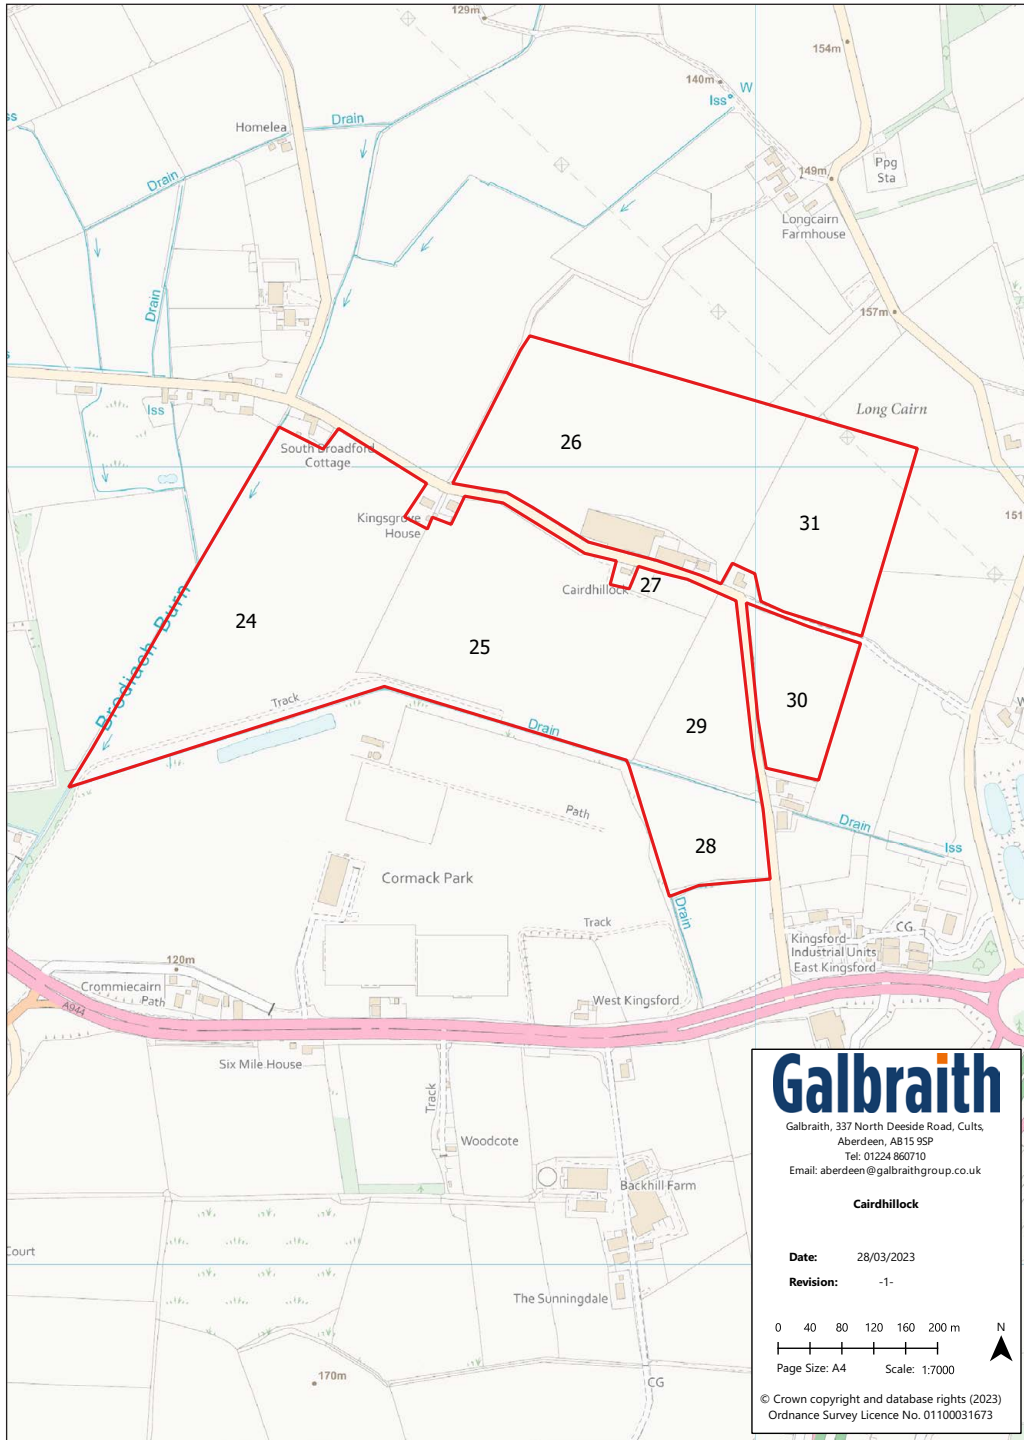 129m
154m
140m
W
Iss
ss
Drain
Homelea
149m
Ppg
Sta
Drain
Longcairn
Farmhouse
Drain
157m
s
Iss
Long Cairn
26
South Broadford
Cottage
31
151
Kingsgrove
House
Cairdhillock
27
24
Brodiach Burn
25
Track
30
W
29
Drain
Path
Drain
Iss
28
Cormack Park
Drain
Track
CG
Kingsford
Industrial Units
East Kingsford
120m
Crommiecairn
Path
A944
West Kingsford
Six Mile House
Track
Woodcote
Backhill Farm
Court
The Sunningdale
170m
CG
Galbraith
Galbraith, 337 North Deeside Road, Cults,
Aberdeen, AB15 9SP
Tel: 01224 860710
Email: aberdeen@galbraithgroup.co.uk
Cairdhillock
Date: 28/03/2023
Revision: -1-
0 40 80 120 160 200 m
N
Page Size: A4 Scale: 1:7000
© Crown copyright and database rights (2023)
Ordnance Survey Licence No. 01100031673